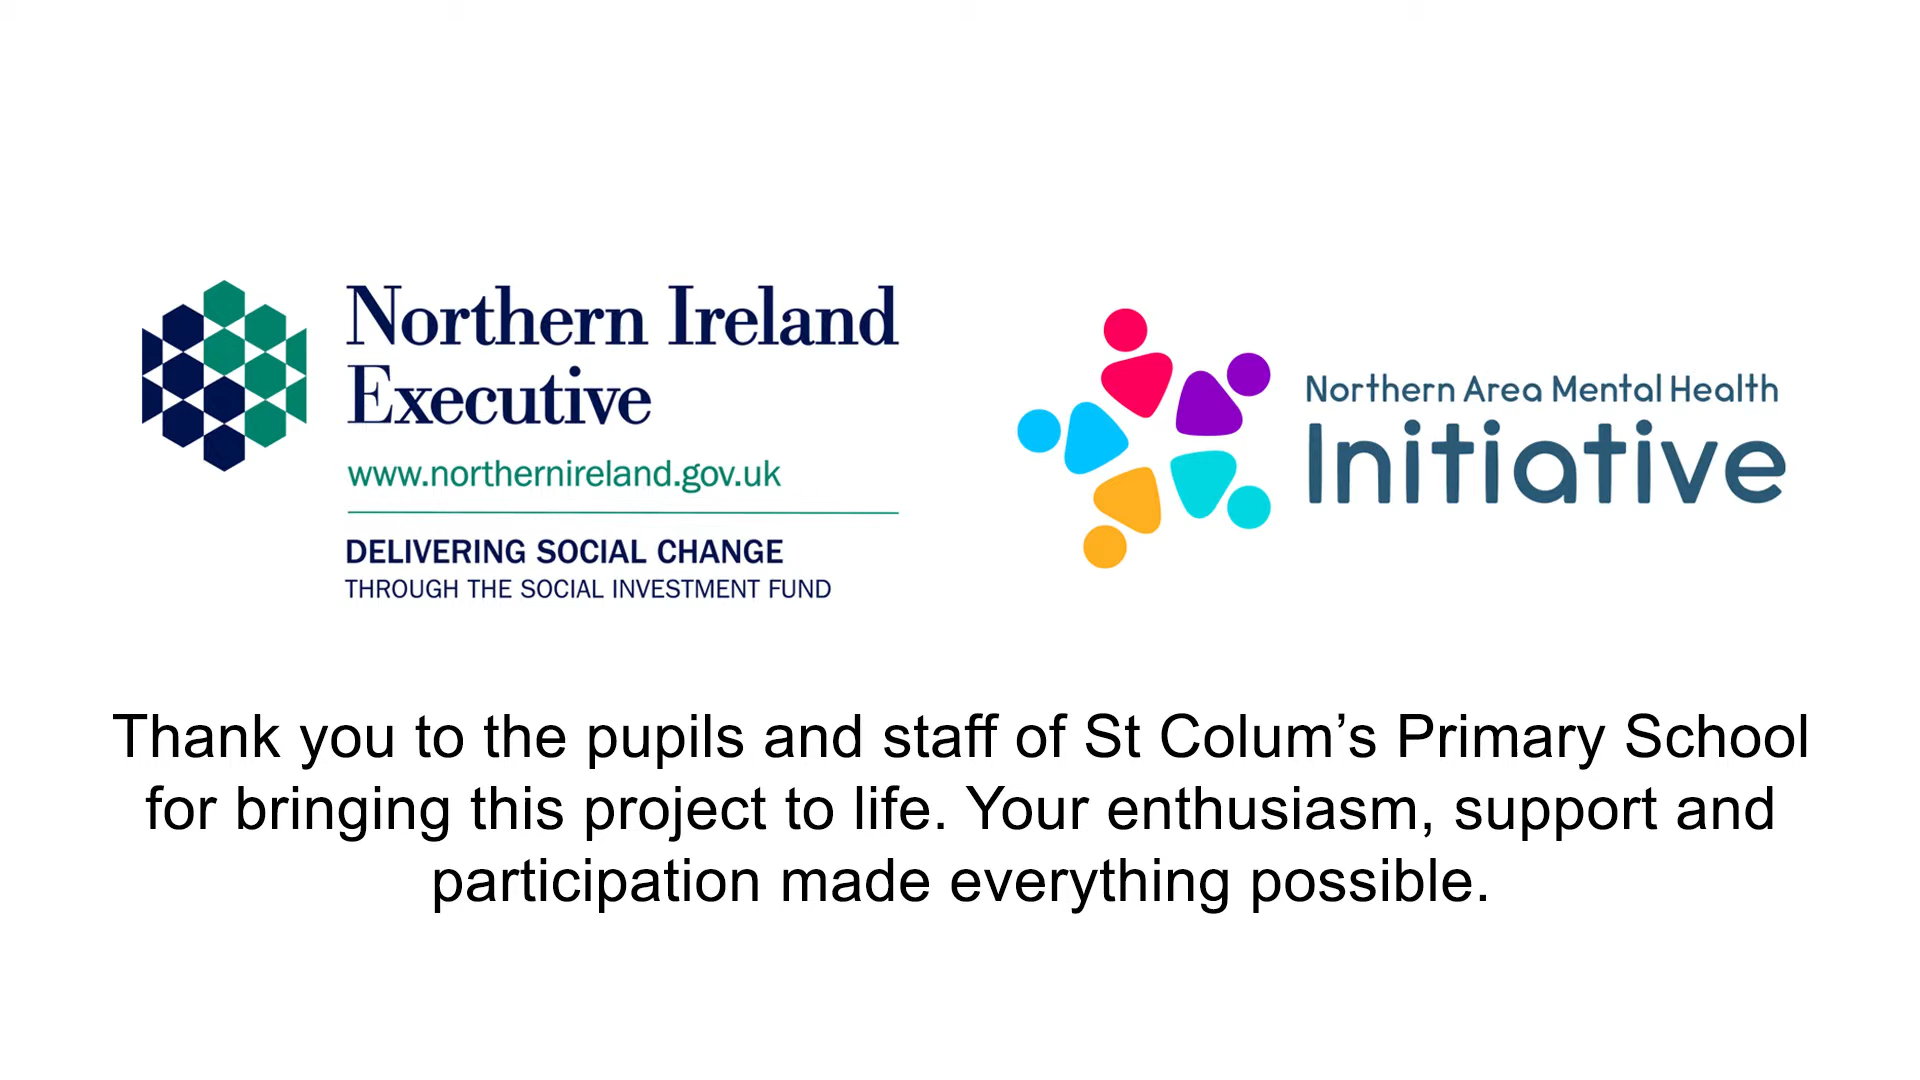 Northern Ireland
Executive
www.northernireland.gov.uk
DELIVERING SOCIAL CHANGE
THROUGH THE SOCIAL INVESTMENT FUND
Northern Area Mental Health
Initiative
Thank you to the pupils and staff of St Colum’s Primary School
for bringing this project to life. Your enthusiasm, support and
participation made everything possible.